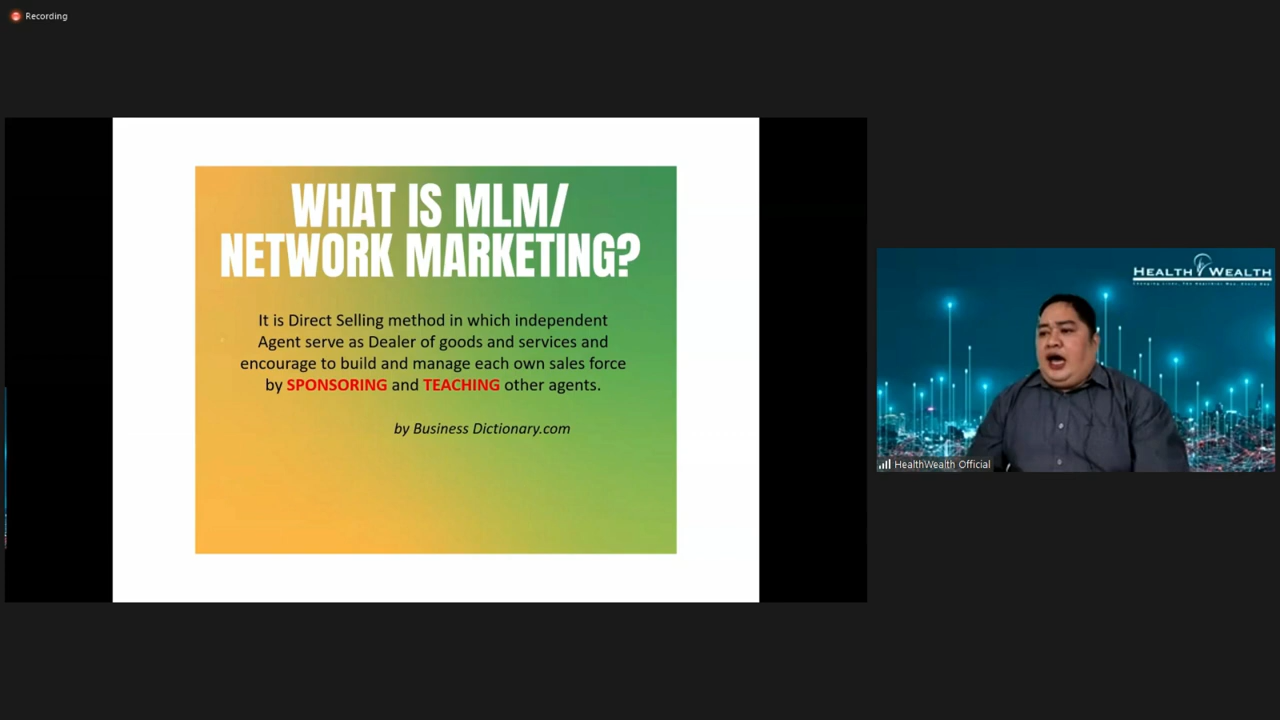 Recording
WHAT IS MLM/
NETWORK MARKETING?
It is Direct Selling method in which independent
Agent serve as Dealer of goods and services and
encourage to build and manage each own sales force
by SPONSORING and TEACHING other agents.
by Business Dictionary.com
HEALTH WEALTH
HealthWealth Official